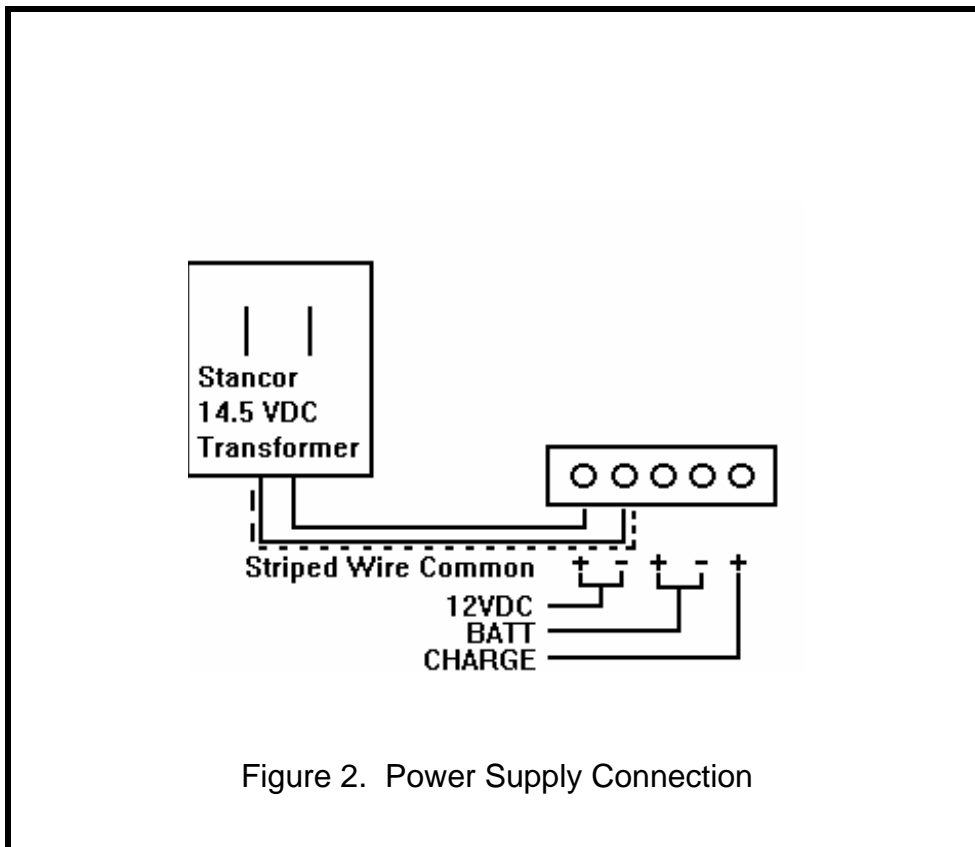 Stancor
14.5 VDC
Transformer
Striped Wire Common + - + - +
12VDC
BATT
CHARGE
Figure 2. Power Supply Connection